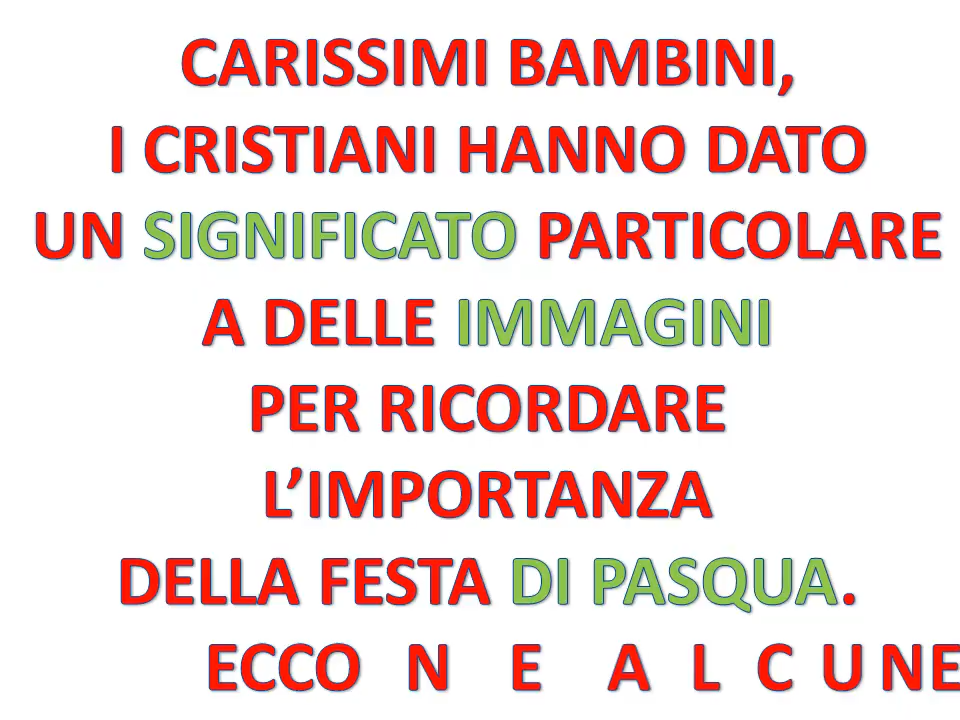 CARISSIMI BAMBINI,
I CRISTIANI HANNO DATO
UN SIGNIFICATO PARTICOLARE
A DELLE IMMAGINI
PER RICORDARE
L’IMPORTANZA
DELLA FESTA DI PASQUA.
ECCO N E A L C U NE